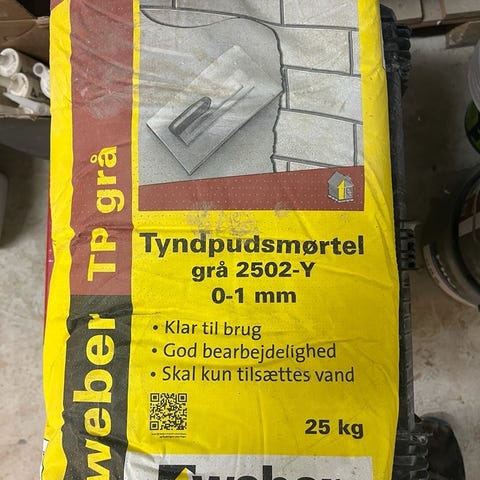 weber TP grå
Tyndpudsmørtel
grå 2502-Y
0-1 mm
• Klar til brug
• God bearbejdelighed
• Skal kun tilsættes vand
25 kg
weber